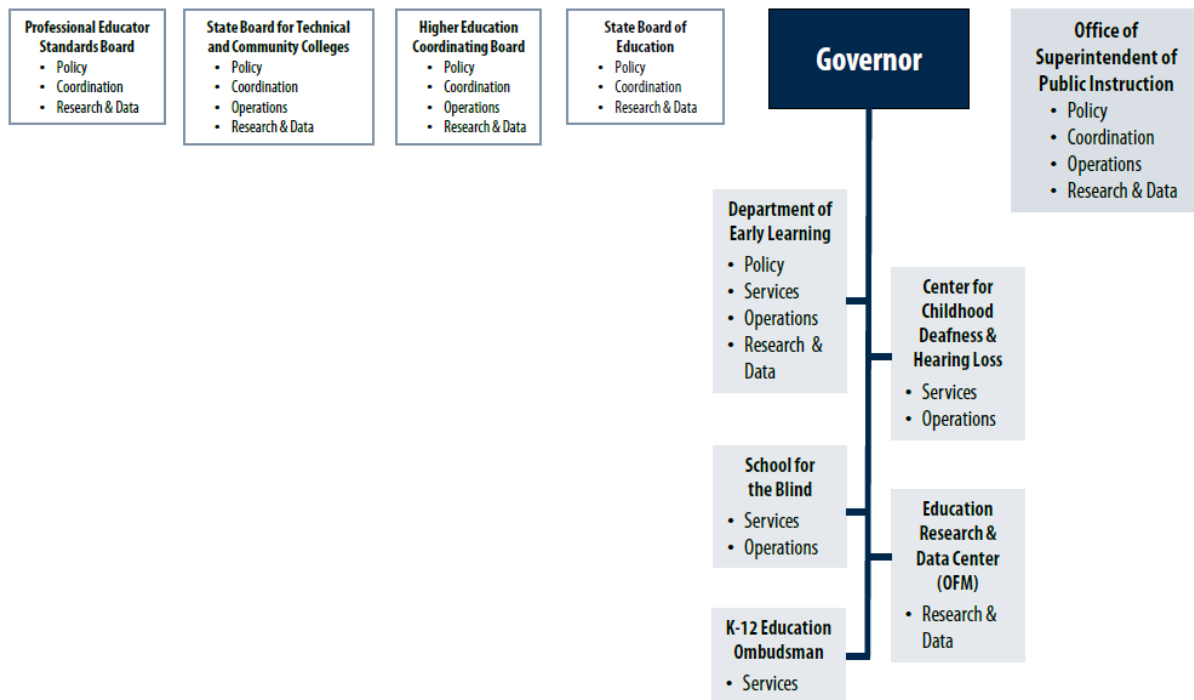 Professional Educator
Standards Board
• Policy
• Coordination
• Research & Data
State Board for Technical
and Community Colleges
• Policy
• Coordination
• Operations
• Research & Data
Higher Education
Coordinating Board
• Policy
• Coordination
• Operations
• Research & Data
State Board of
Education
• Policy
• Coordination
• Research & Data
Governor
Office of
Superintendent of
Public Instruction
• Policy
• Coordination
• Operations
• Research & Data
Department of
Early Learning
• Policy
• Services
• Operations
• Research &
Data
Center for
Childhood
Deafness &
Hearing Loss
• Services
• Operations
School for
the Blind
• Services
• Operations
Education
Research &
Data Center
(OFM)
• Research &
Data
K-12 Education
Ombudsman
• Services